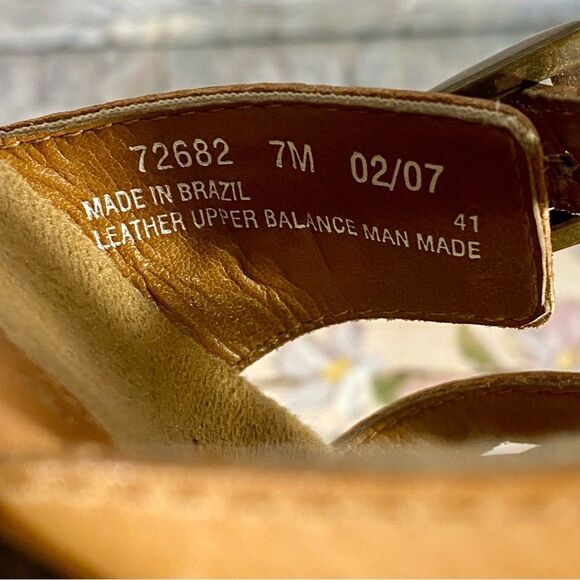 72682 7M 02/07
MADE IN BRAZIL 41
LEATHER UPPER BALANCE MAN MADE